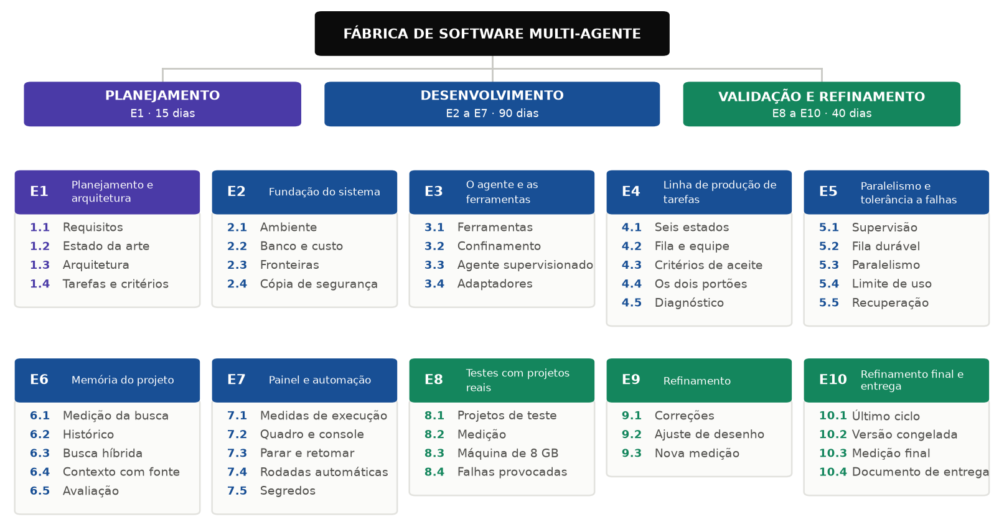 FÁBRICA DE SOFTWARE MULTI-AGENTE
PLANEJAMENTO
E1 · 15 dias
DESENVOLVIMENTO
E2 a E7 · 90 dias
VALIDAÇÃO E REFINAMENTO
E8 a E10 · 40 dias
E1
Planejamento e
arquitetura
1.1 Requisitos
1.2 Estado da arte
1.3 Arquitetura
1.4 Tarefas e critérios
E2
Fundação do sistema
2.1 Ambiente
2.2 Banco e custo
2.3 Fronteiras
2.4 Cópia de segurança
E3
O agente e as
ferramentas
3.1 Ferramentas
3.2 Confinamento
3.3 Agente supervisionado
3.4 Adaptadores
E4
Linha de produção de
tarefas
4.1 Seis estados
4.2 Fila e equipe
4.3 Critérios de aceite
4.4 Os dois portões
4.5 Diagnóstico
E5
Paralelismo e
tolerância a falhas
5.1 Supervisão
5.2 Fila durável
5.3 Paralelismo
5.4 Limite de uso
5.5 Recuperação
E6
Memória do projeto
6.1 Medição da busca
6.2 Histórico
6.3 Busca híbrida
6.4 Contexto com fonte
6.5 Avaliação
E7
Painel e automação
7.1 Medidas de execução
7.2 Quadro e console
7.3 Parar e retomar
7.4 Rodadas automáticas
7.5 Segredos
E8
Testes com projetos
reais
8.1 Projetos de teste
8.2 Medição
8.3 Máquina de 8 GB
8.4 Falhas provocadas
E9
Refinamento
9.1 Correções
9.2 Ajuste de desenho
9.3 Nova medição
E10
Refinamento final e
entrega
10.1 Último ciclo
10.2 Versão congelada
10.3 Medição final
10.4 Documento de entrega